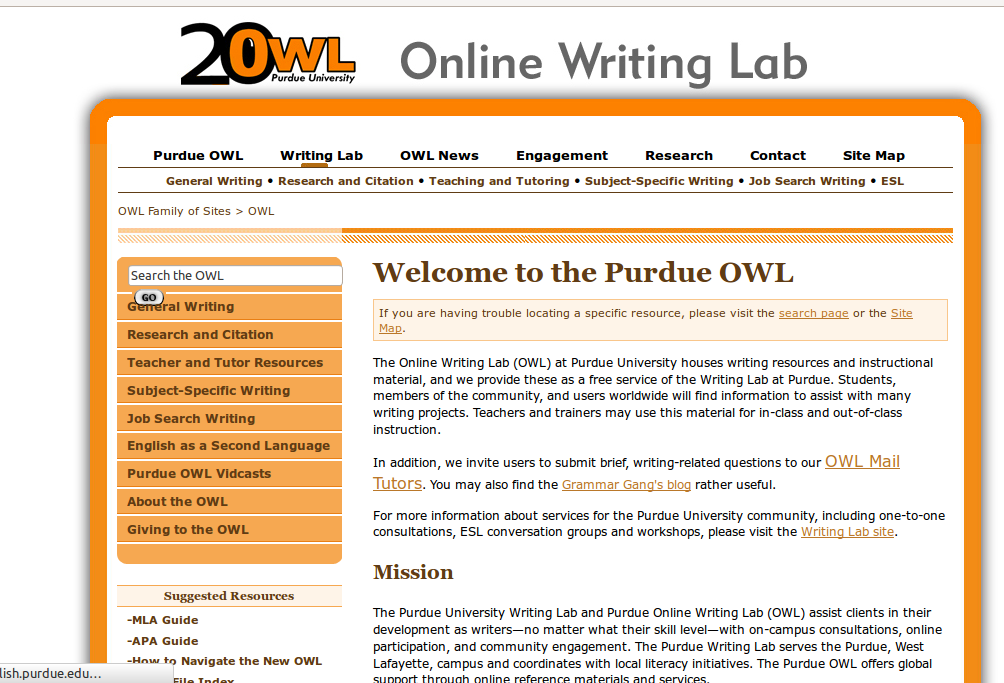 20 OWL
Purdue University
Online Writing Lab
Purdue OWL Writing Lab OWL News Engagement Research Contact Site Map
General Writing • Research and Citation • Teaching and Tutoring • Subject-Specific Writing • Job Search Writing • ESL
OWL Family of Sites > OWL
Search the OWL
GO
General Writing
Research and Citation
Teacher and Tutor Resources
Subject-Specific Writing
Job Search Writing
English as a Second Language
Purdue OWL Vidcasts
About the OWL
Giving to the OWL
Suggested Resources
-MLA Guide
-APA Guide
-How to Navigate the New OWL
File Index
lish.purdue.edu...
Welcome to the Purdue OWL
If you are having trouble locating a specific resource, please visit the search page or the Site
Map.
The Online Writing Lab (OWL) at Purdue University houses writing resources and instructional
material, and we provide these as a free service of the Writing Lab at Purdue. Students,
members of the community, and users worldwide will find information to assist with many
writing projects. Teachers and trainers may use this material for in-class and out-of-class
instruction.
In addition, we invite users to submit brief, writing-related questions to our OWL Mail
Tutors. You may also find the Grammar Gang's blog rather useful.
For more information about services for the Purdue University community, including one-to-one
consultations, ESL conversation groups and workshops, please visit the Writing Lab site.
Mission
The Purdue University Writing Lab and Purdue Online Writing Lab (OWL) assist clients in their
development as writers—no matter what their skill level—with on-campus consultations, online
participation, and community engagement. The Purdue Writing Lab serves the Purdue, West
Lafayette, campus and coordinates with local literacy initiatives. The Purdue OWL offers global
support through online reference materials and services.